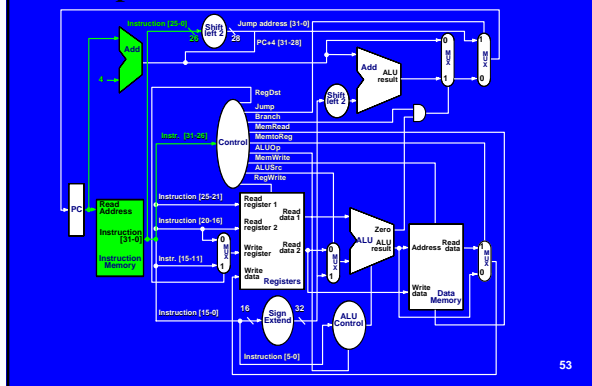 Instruction [25-0]
26
Shift
left 2
28
Jump address [31-0]
PC+4 [31-28]
Add
4
Add
ALU
result
0
M
U
X
1
1
M
U
X
0
RegDst
Shift
left 2
Jump
Branch
MemRead
Instr. [31-26]
Control
MemtoReg
ALUOp
MemWrite
ALUSrc
RegWrite
PC
Read
Address
Instruction
[31-0]
Instruction
Memory
Instruction [25-21]
Instruction [20-16]
Instr. [15-11]
0
M
U
X
1
Read
register 1
Read
register 2
Write
register
Write
data
Read
data 1
Read
data 2
Registers
0
M
U
X
1
Zero
ALU
ALU
result
Address
Read
data
Write
data
Data
Memory
1
M
U
X
0
Instruction [15-0]
16
Sign
Extend
32
ALU
Control
Instruction [5-0]
53